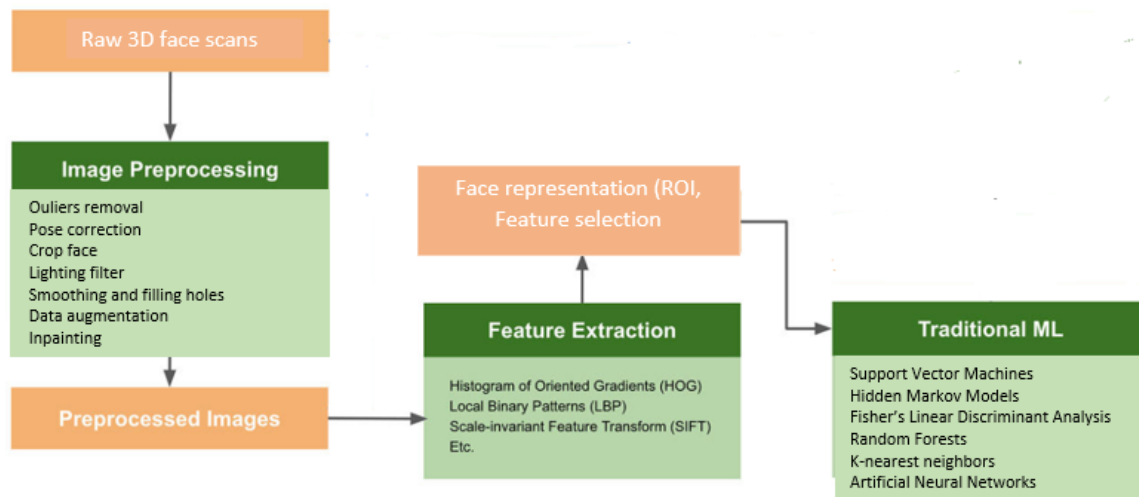 Raw 3D face scans
Image Preprocessing
Ouliers removal
Pose correction
Crop face
Lighting filter
Smoothing and filling holes
Data augmentation
Inpainting
Preprocessed Images
Face representation (ROI,
Feature selection
Feature Extraction
Histogram of Oriented Gradients (HOG)
Local Binary Patterns (LBP)
Scale-invariant Feature Transform (SIFT)
Etc.
Traditional ML
Support Vector Machines
Hidden Markov Models
Fisher's Linear Discriminant Analysis
Random Forests
K-nearest neighbors
Artificial Neural Networks